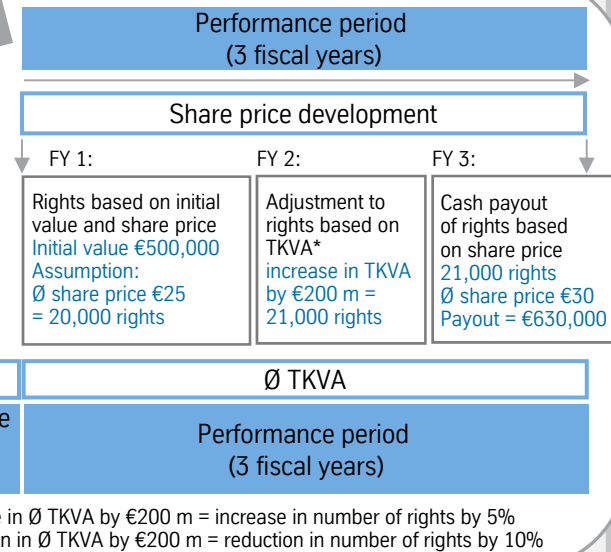 Performance period
(3 fiscal years)
Share price development
FY 1:
FY 2:
FY 3:
Rights based on initial
value and share price
Initial value €500,000
Assumption:
Ø share price €25
= 20,000 rights
Adjustment to
rights based on
TKVA*
increase in TKVA
by €200 m =
21,000 rights
Cash payout
of rights based
on share price
21,000 rights
Ø share price €30
Payout = €630,000
Ø TKVA
Performance period
(3 fiscal years)
in Ø TKVA by €200 m = increase in number of rights by 5%
in Ø TKVA by €200 m = reduction in number of rights by 10%